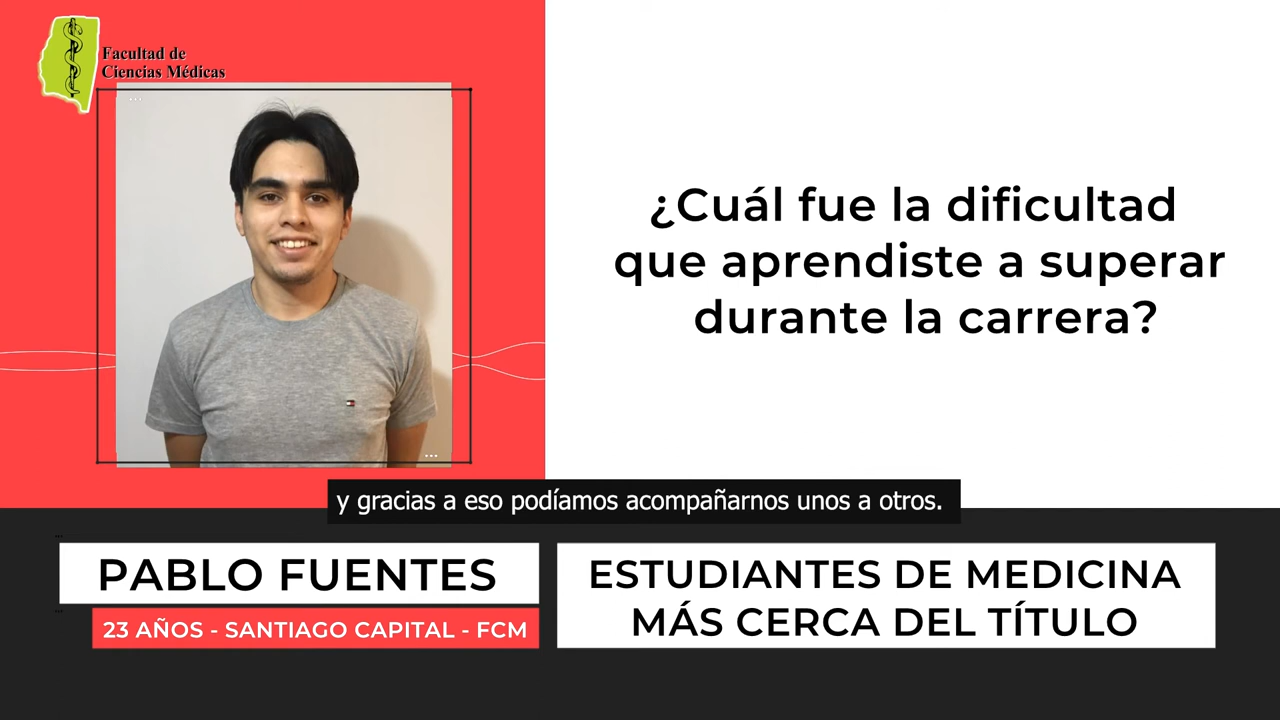 Facultad de
Ciencias Médicas
¿Cuál fue la dificultad
que aprendiste a superar
durante la carrera?
y gracias a eso podíamos acompañarnos unos a otros.
PABLO FUENTES
23 AÑOS - SANTIAGO CAPITAL - FCM
ESTUDIANTES DE MEDICINA
MÁS CERCA DEL TÍTULO